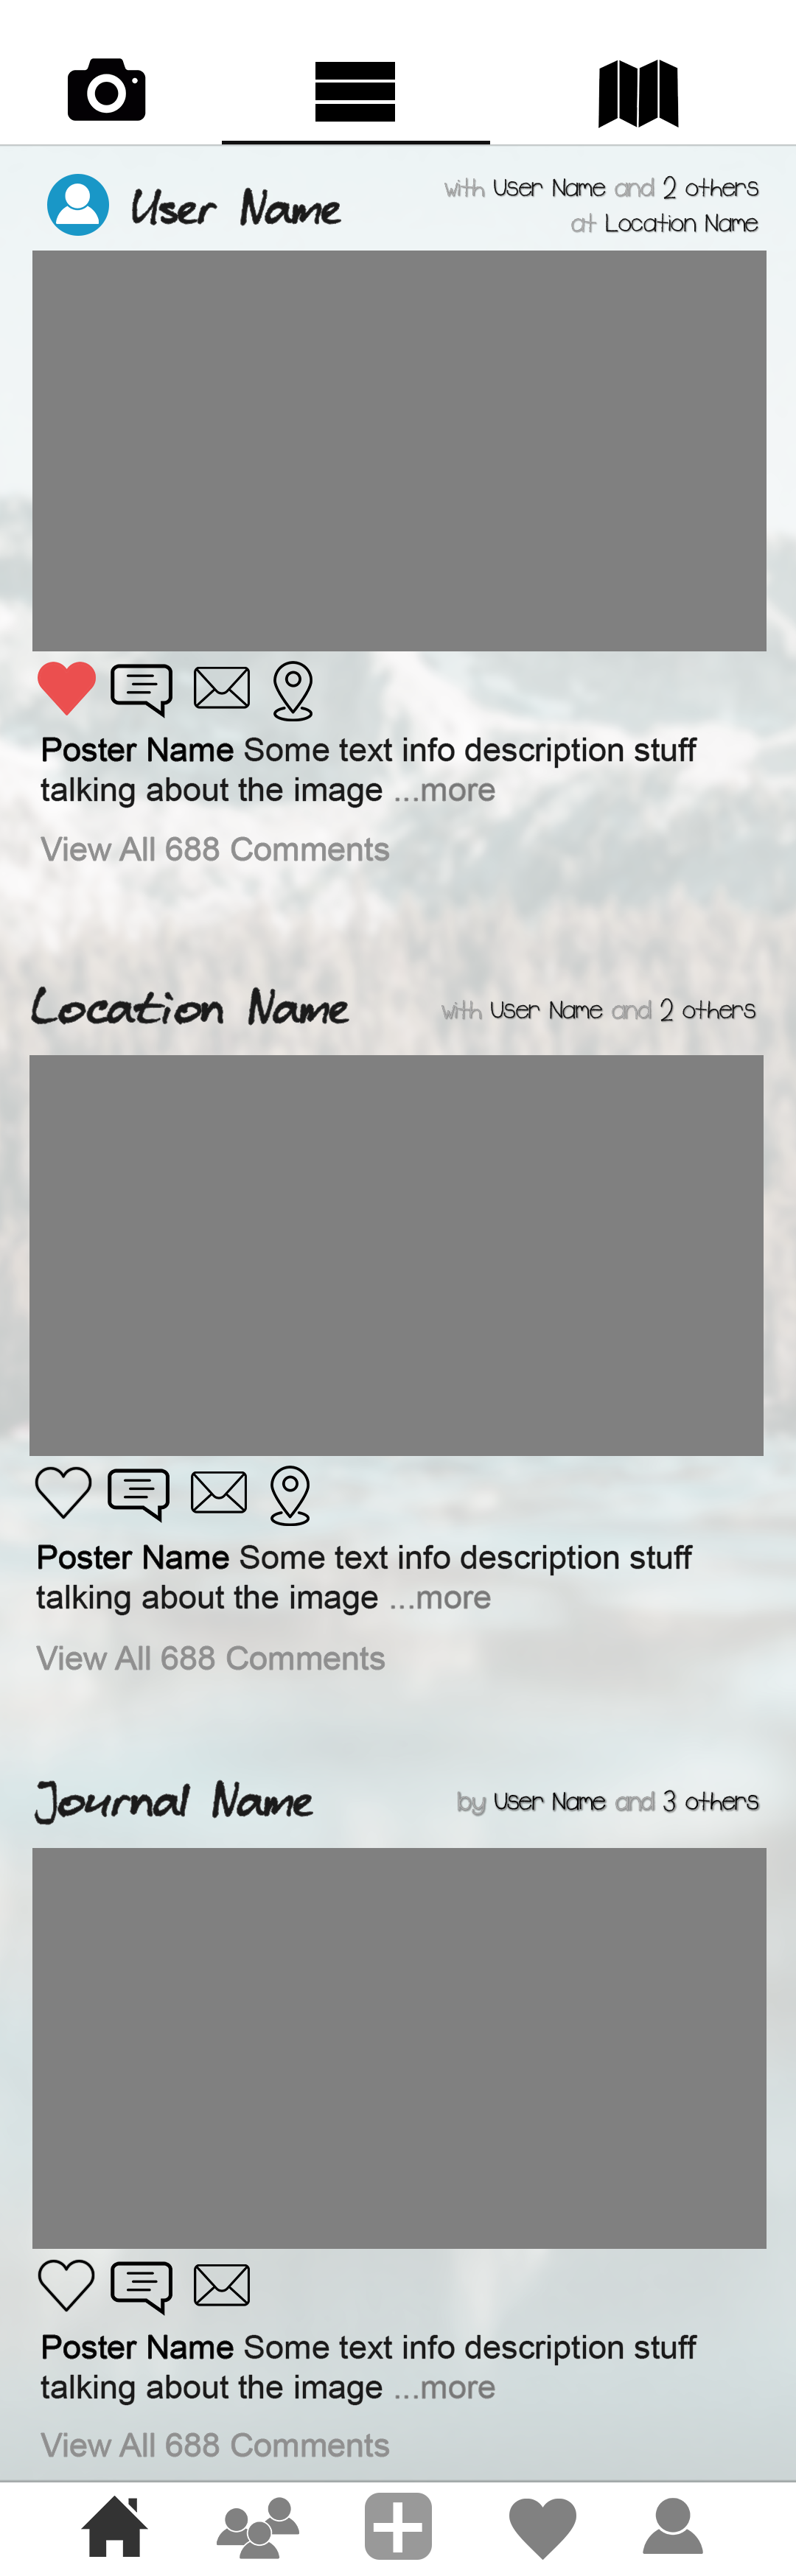 User Name
with User Name and 2 others
at Location Name
Poster Name Some text info description stuff
talking about the image ...more
View All 688 Comments
Location Name
with User Name and 2 others
Poster Name Some text info description stuff
talking about the image ...more
View All 688 Comments
Journal Name
by User Name and 3 others
Poster Name Some text info description stuff
talking about the image ...more
View All 688 Comments